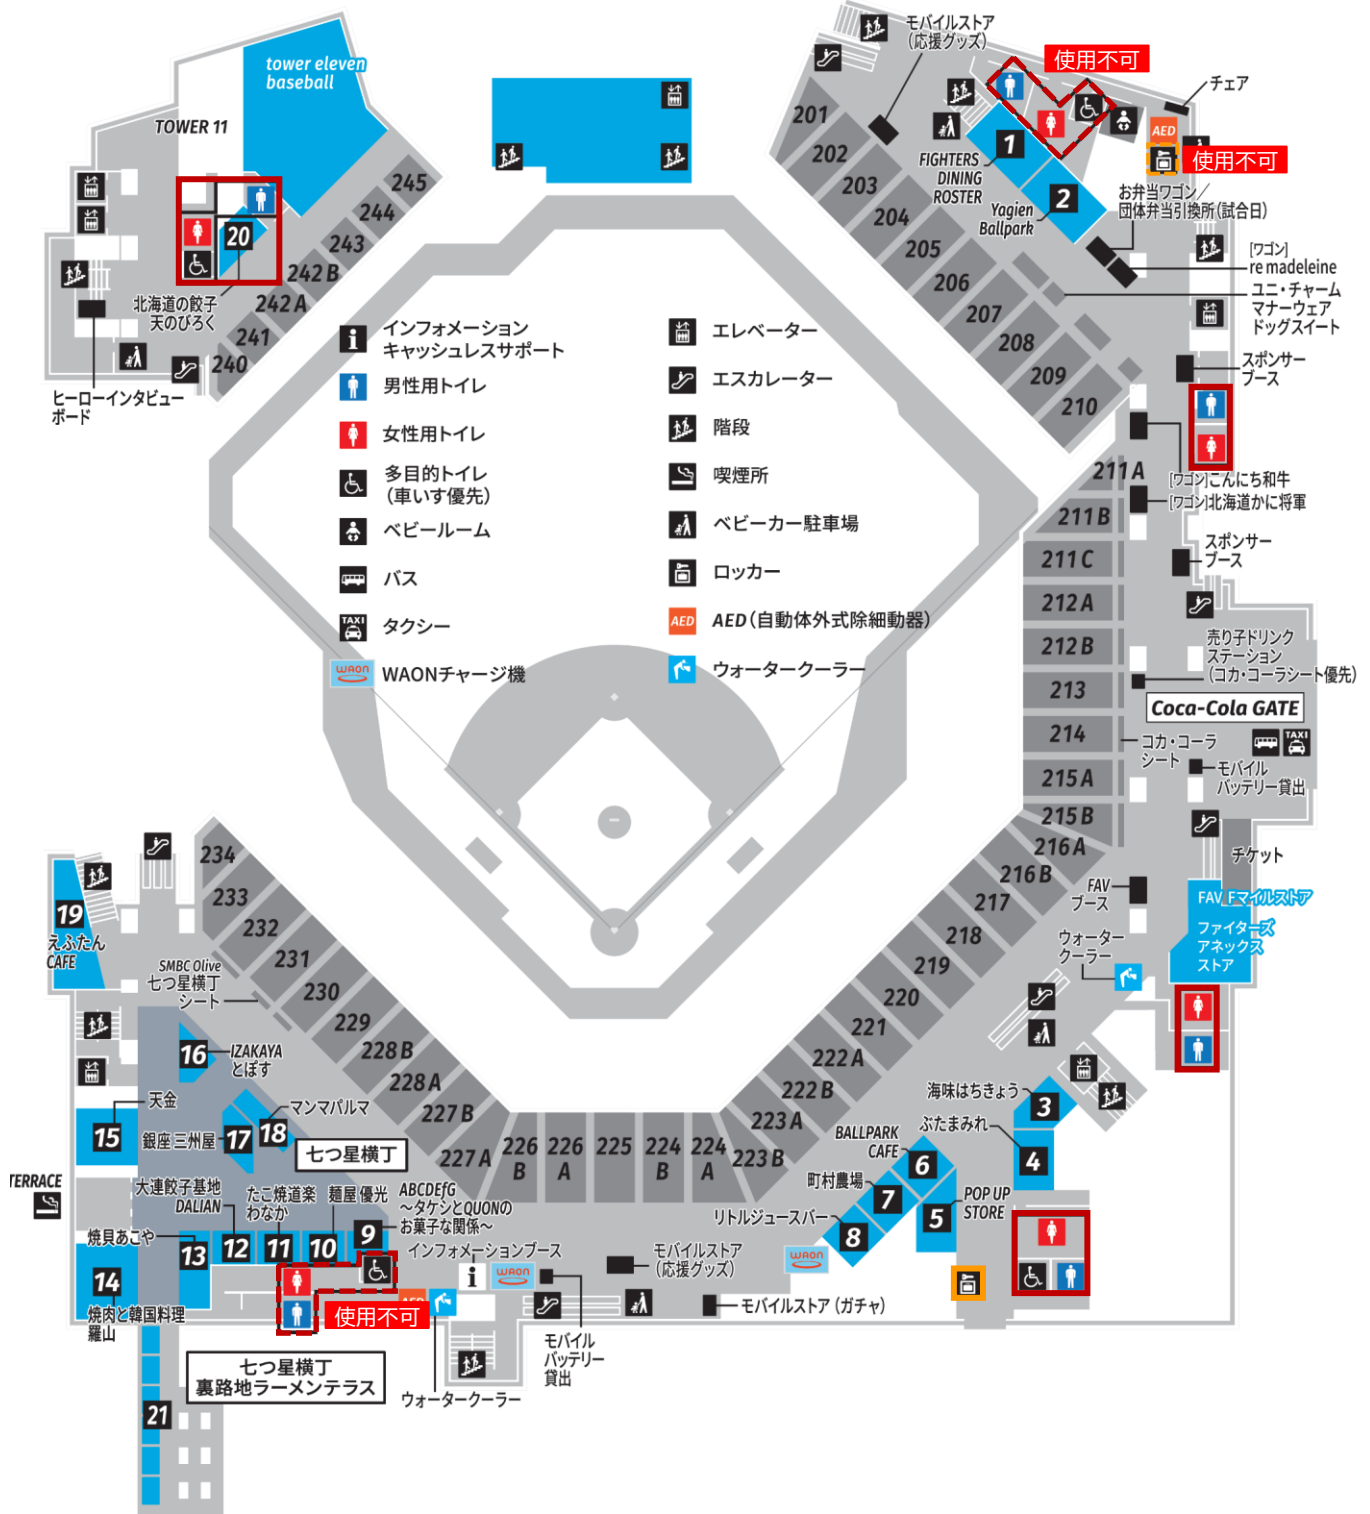 tower eleven
baseball
TOWER 11
モバイルストア
（応援グッズ）
使用不可
チェア
AED
使用不可
1
FIGHTERS
DINING
ROSTER
2
Yagien
Ballpark
お弁当ワゴン／
団体弁当引換所(試合日)
[ワゴン]
re madeleine
ユニ・チャーム
マナーウェア
ドッグスイート
スポンサー
ブース
201
202
203
204
205
206
207
208
209
210
245
244
243
242 B
242 A
241
240
20
北海道の餃子
天のびろく
ヒーローインタビュー
ボード
インフォメーション
キャッシュレスサポート
男性用トイレ
女性用トイレ
多目的トイレ
（車いす優先）
ベビールーム
バス
TAXI
タクシー
WAON
WAONチャージ機
エレベーター
エスカレーター
階段
喫煙所
ベビーカー駐車場
ロッカー
AED
AED（自動体外式除細動器）
ウォータークーラー
211 A
[ワゴン]こんにち和牛
[ワゴン]北海道かに将軍
211 B
211 C
スポンサー
ブース
212 A
212 B
213
214
215 A
215 B
216 A
216 B
217
218
219
220
221
222 A
222 B
223 A
223 B
224
A
224
B
225
226
A
226
B
227 A
227 B
228 A
228 B
229
230
231
232
233
234
売り子ドリンク
ステーション
（コカ・コーラシート優先）
Coca-Cola GATE
TAXI
コカ・コーラ
シート
モバイル
バッテリー貸出
チケット
FAV
ブース
FAV Fマイルストア
ファイターズ
アネックス
ストア
ウォーター
クーラー
19
えふたん
CAFE
SMBC Olive
七つ星横丁
シート
16
IZAKAYA
とぽす
天金
15
銀座 三州屋
17
18
マンマパルマ
七つ星横丁
TERRACE
大連餃子基地
DALIAN
たこ焼道楽
わなか
麺屋 優光
ABCDEfG
～タケシとQUONの
お菓子な関係～
焼貝あこや
13
12
11
10
9
14
焼肉と韓国料理
羅山
インフォメーションブース
WAON
使用不可
七つ星横丁
裏路地ラーメンテラス
ウォータークーラー
モバイル
バッテリー
貸出
21
モバイルストア
（応援グッズ）
モバイルストア（ガチャ）
海味はちきょう
3
ぶたまみれ
4
BALLPARK
CAFE
6
町村農場
7
リトルジュースバー
8
5
POP UP
STORE
WAON